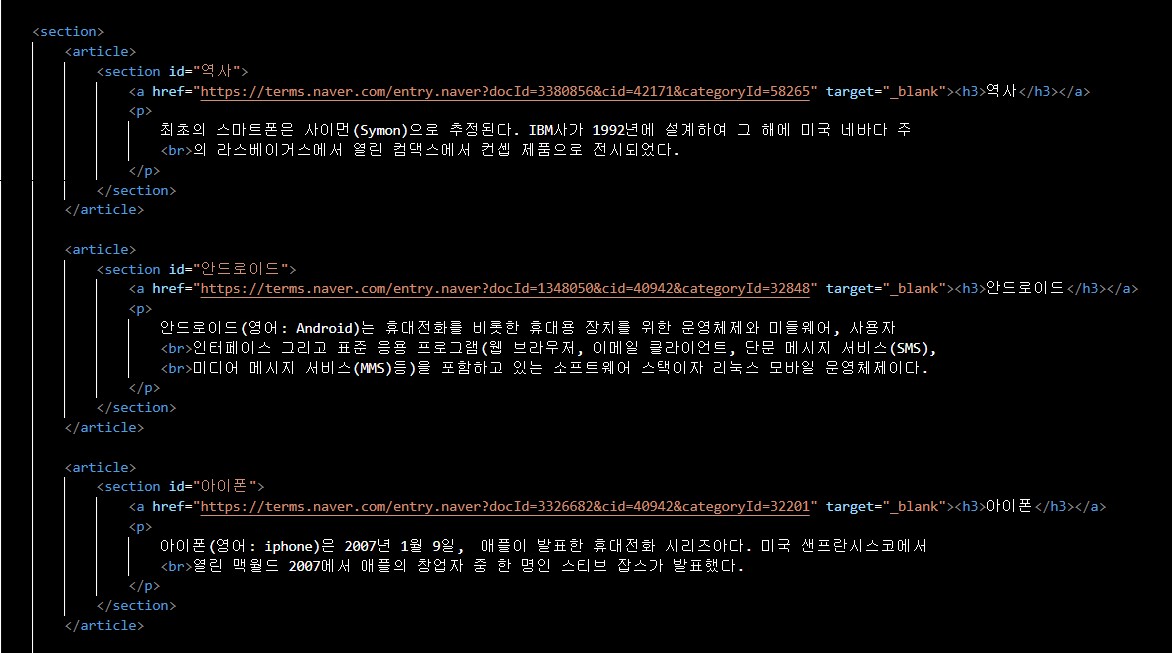 <section>
<article>
<section id="역사">
<a href="https://terms.naver.com/entry.naver?docId=3380856&cid=42171&categoryId=58265" target="_blank"><h3>역사</h3></a>
<p>
최초의 스마트폰은 사이먼(Symon)으로 추정된다. IBM사가 1992년에 설계하여 그 해에 미국 네바다 주
<br>의 라스베이거스에서 열린 컴댁스에서 컨셉 제품으로 전시되었다.
</p>
</section>
</article>
<article>
<section id="안드로이드">
<a href="https://terms.naver.com/entry.naver?docId=1348050&cid=40942&categoryId=32848" target="_blank"><h3>안드로이드</h3></a>
<p>
안드로이드(영어: Android)는 휴대전화를 비롯한 휴대용 장치를 위한 운영체제와 미들웨어, 사용자
<br>인터페이스 그리고 표준 응용 프로그램(웹 브라우저, 이메일 클라이언트, 단문 메시지 서비스(SMS),
<br>미디어 메시지 서비스(MMS)등)을 포함하고 있는 소프트웨어 스택이자 리눅스 모바일 운영체제이다.
</p>
</section>
</article>
<article>
<section id="아이폰">
<a href="https://terms.naver.com/entry.naver?docId=3326682&cid=40942&categoryId=32201" target="_blank"><h3>아이폰</h3></a>
<p>
아이폰(영어: iphone)은 2007년 1월 9일, 애플이 발표한 휴대전화 시리즈아다. 미국 샌프란시스코에서
<br>열린 맥월드 2007에서 애플의 창업자 중 한 명인 스티브 잡스가 발표했다.
</p>
</section>
</article>